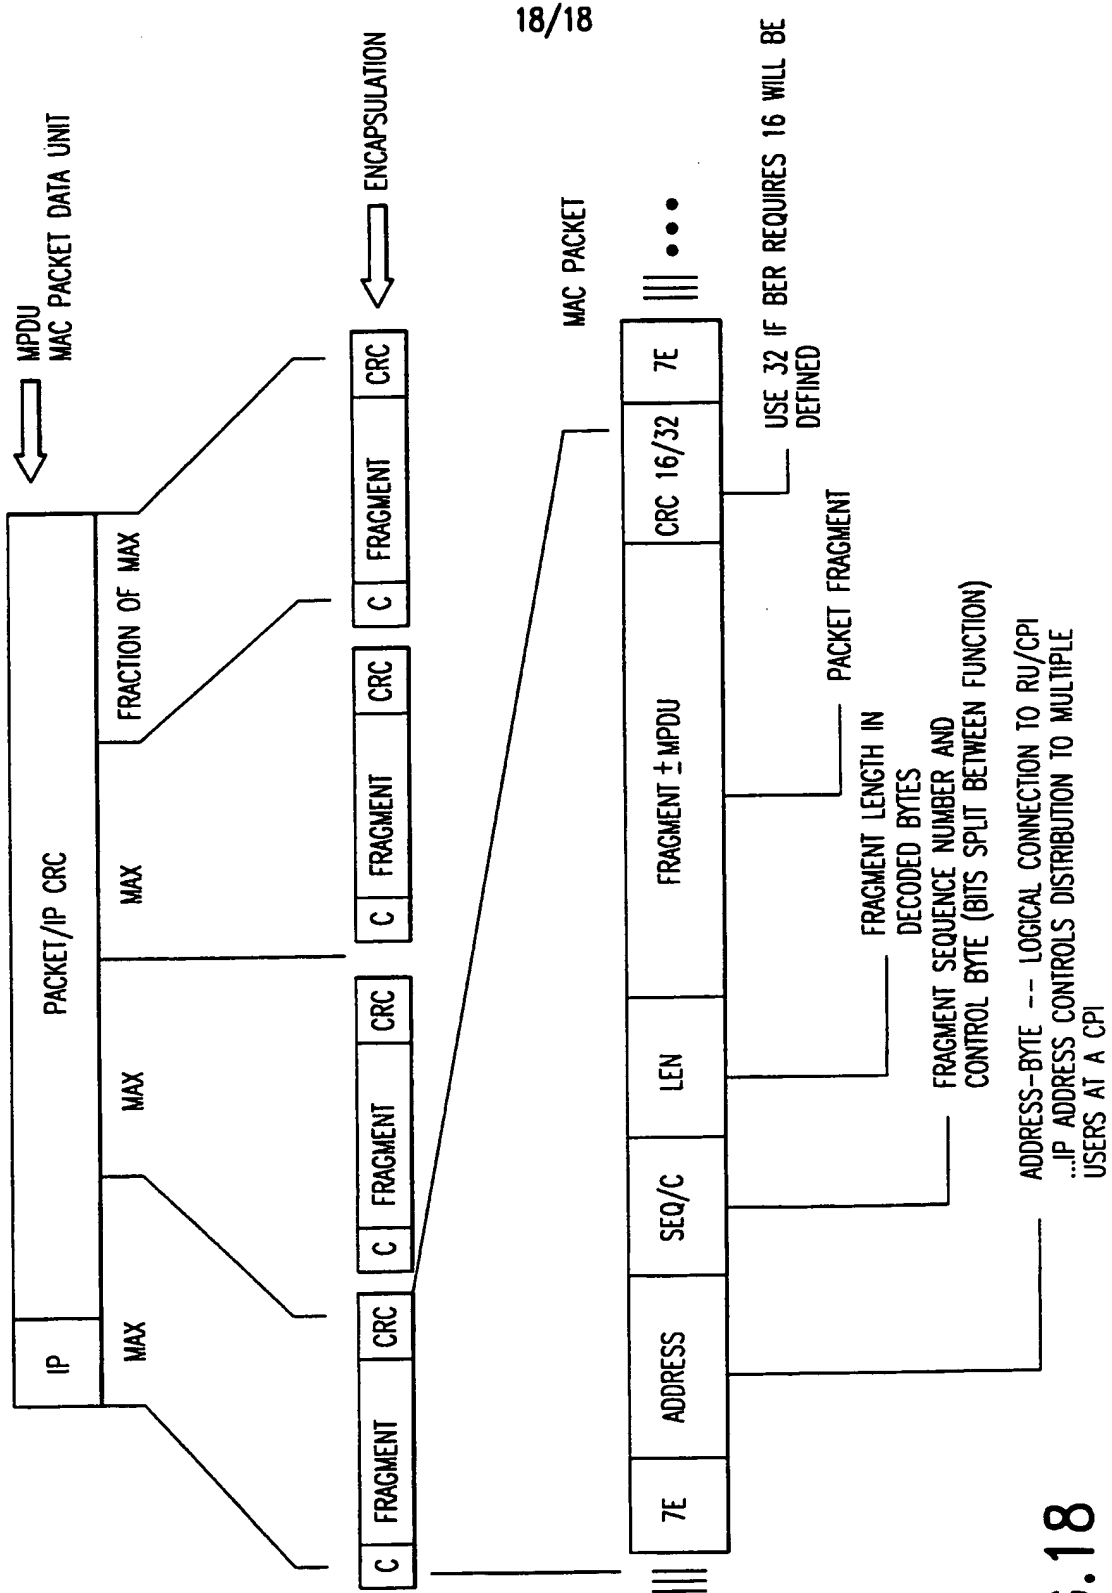 18/18
MPDU
MAC PACKET DATA UNIT
IP
PACKET/IP CRC
MAX
MAX
MAX
FRACTION OF MAX
ENCAPSULATION
C
FRAGMENT
CRC
C
FRAGMENT
CRC
C
FRAGMENT
CRC
C
FRAGMENT
CRC
MAC PACKET
7E
ADDRESS
SEQ/C
LEN
FRAGMENT ± MPDU
CRC 16/32
7E
USE 32 IF BER REQUIRES 16 WILL BE
DEFINED
PACKET FRAGMENT
FRAGMENT LENGTH IN
DECODED BYTES
FRAGMENT SEQUENCE NUMBER AND
CONTROL BYTE (BITS SPLIT BETWEEN FUNCTION)
ADDRESS-BYTE -- LOGICAL CONNECTION TO RU/CPI
...IP ADDRESS CONTROLS DISTRIBUTION TO MULTIPLE
USERS AT A CPI
.18